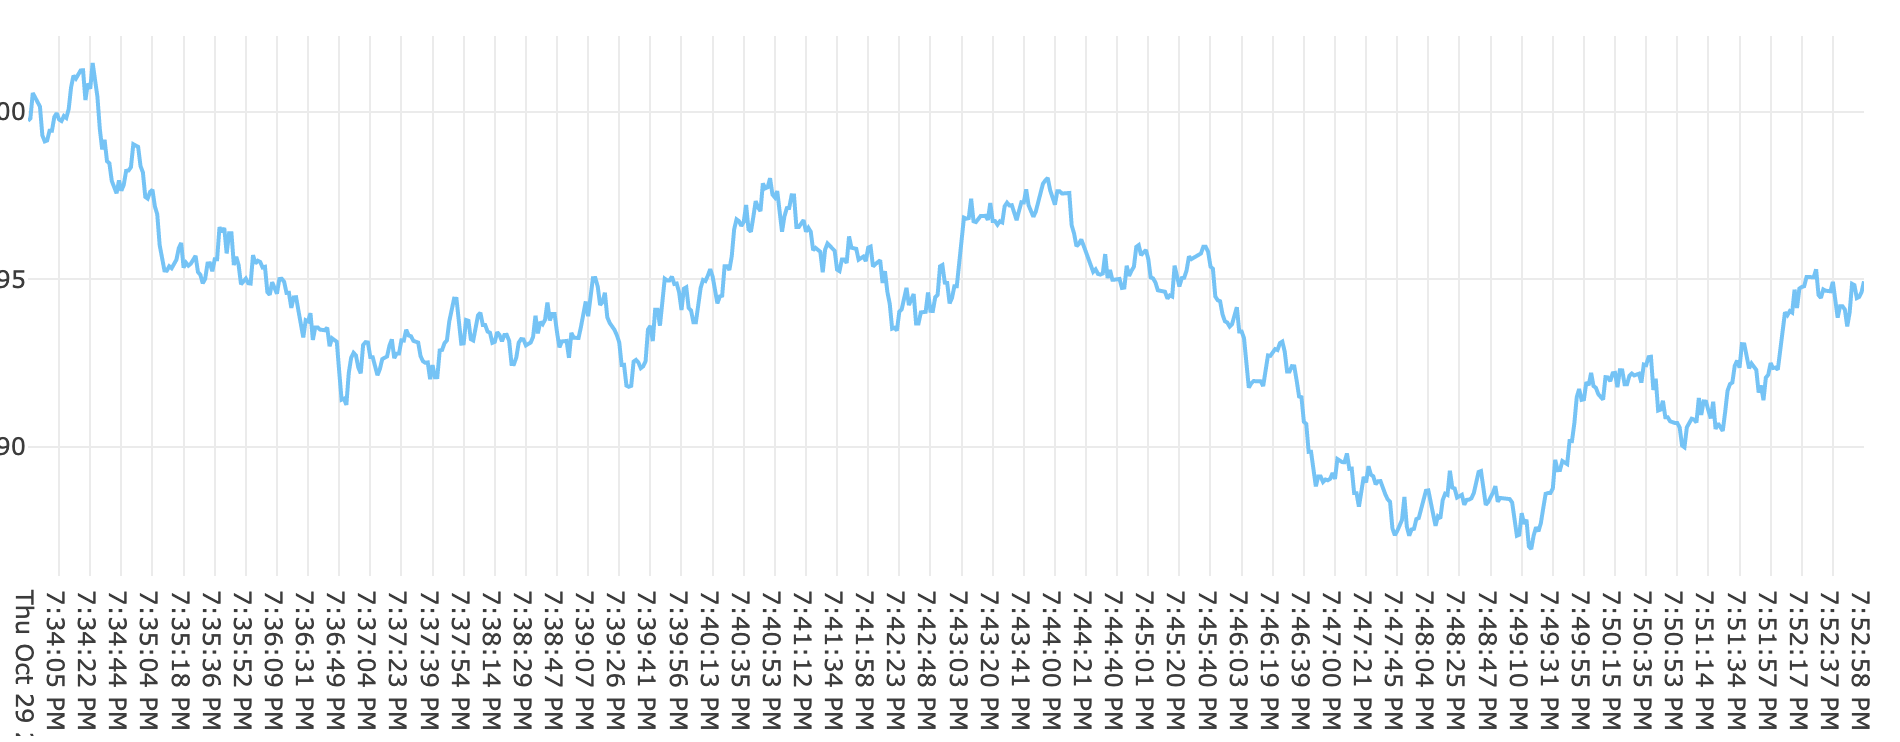 00
95
90
Thu Oct 29
7:34:05 PM
7:34:22 PM
7:34:44 PM
7:35:04 PM
7:35:18 PM
7:35:36 PM
7:35:52 PM
7:36:09 PM
7:36:31 PM
7:36:49 PM
7:37:04 PM
7:37:23 PM
7:37:39 PM
7:37:54 PM
7:38:14 PM
7:38:29 PM
7:38:47 PM
7:39:07 PM
7:39:26 PM
7:39:41 PM
7:39:56 PM
7:40:13 PM
7:40:35 PM
7:40:53 PM
7:41:12 PM
7:41:34 PM
7:41:58 PM
7:42:23 PM
7:42:48 PM
7:43:03 PM
7:43:20 PM
7:43:41 PM
7:44:00 PM
7:44:21 PM
7:44:40 PM
7:45:01 PM
7:45:20 PM
7:45:40 PM
7:46:03 PM
7:46:19 PM
7:46:39 PM
7:47:00 PM
7:47:21 PM
7:47:45 PM
7:48:04 PM
7:48:25 PM
7:48:47 PM
7:49:10 PM
7:49:31 PM
7:49:55 PM
7:50:15 PM
7:50:35 PM
7:50:53 PM
7:51:14 PM
7:51:34 PM
7:51:57 PM
7:52:17 PM
7:52:37 PM
7:52:58 PM